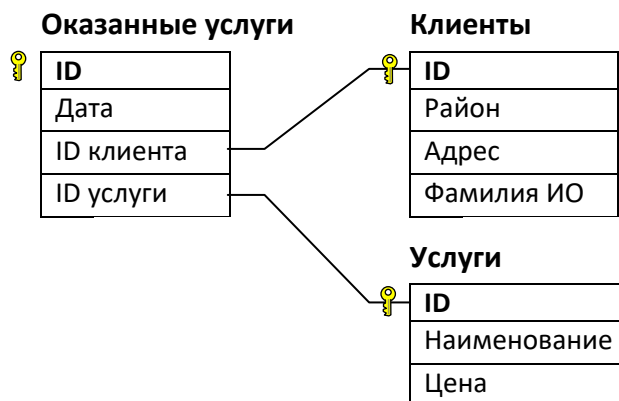 Оказанные услуги
ID
Дата
ID клиента
ID услуги
Клиенты
ID
Район
Адрес
Фамилия ИО
Услуги
ID
Наименование
Цена